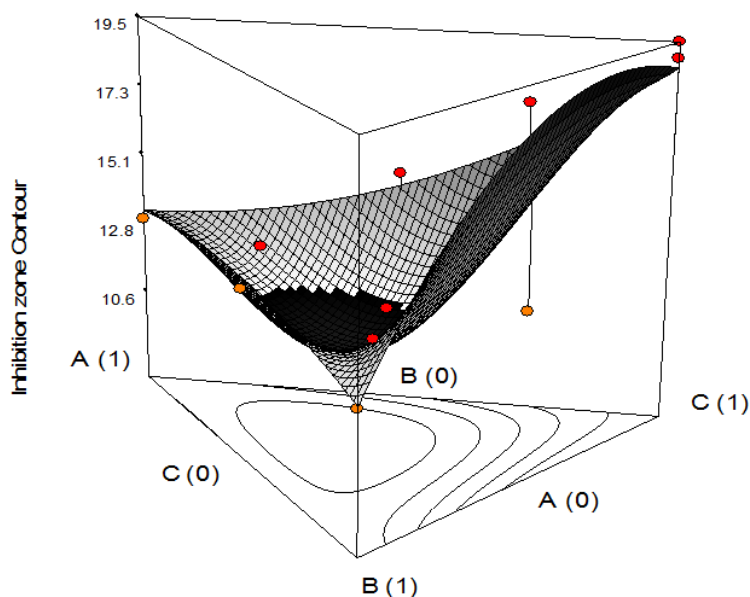 19.5
17.3
15.1
12.8
10.6
Inhibition zone Contour
A (1)
B (0)
C (1)
C (0)
A (0)
B (1)